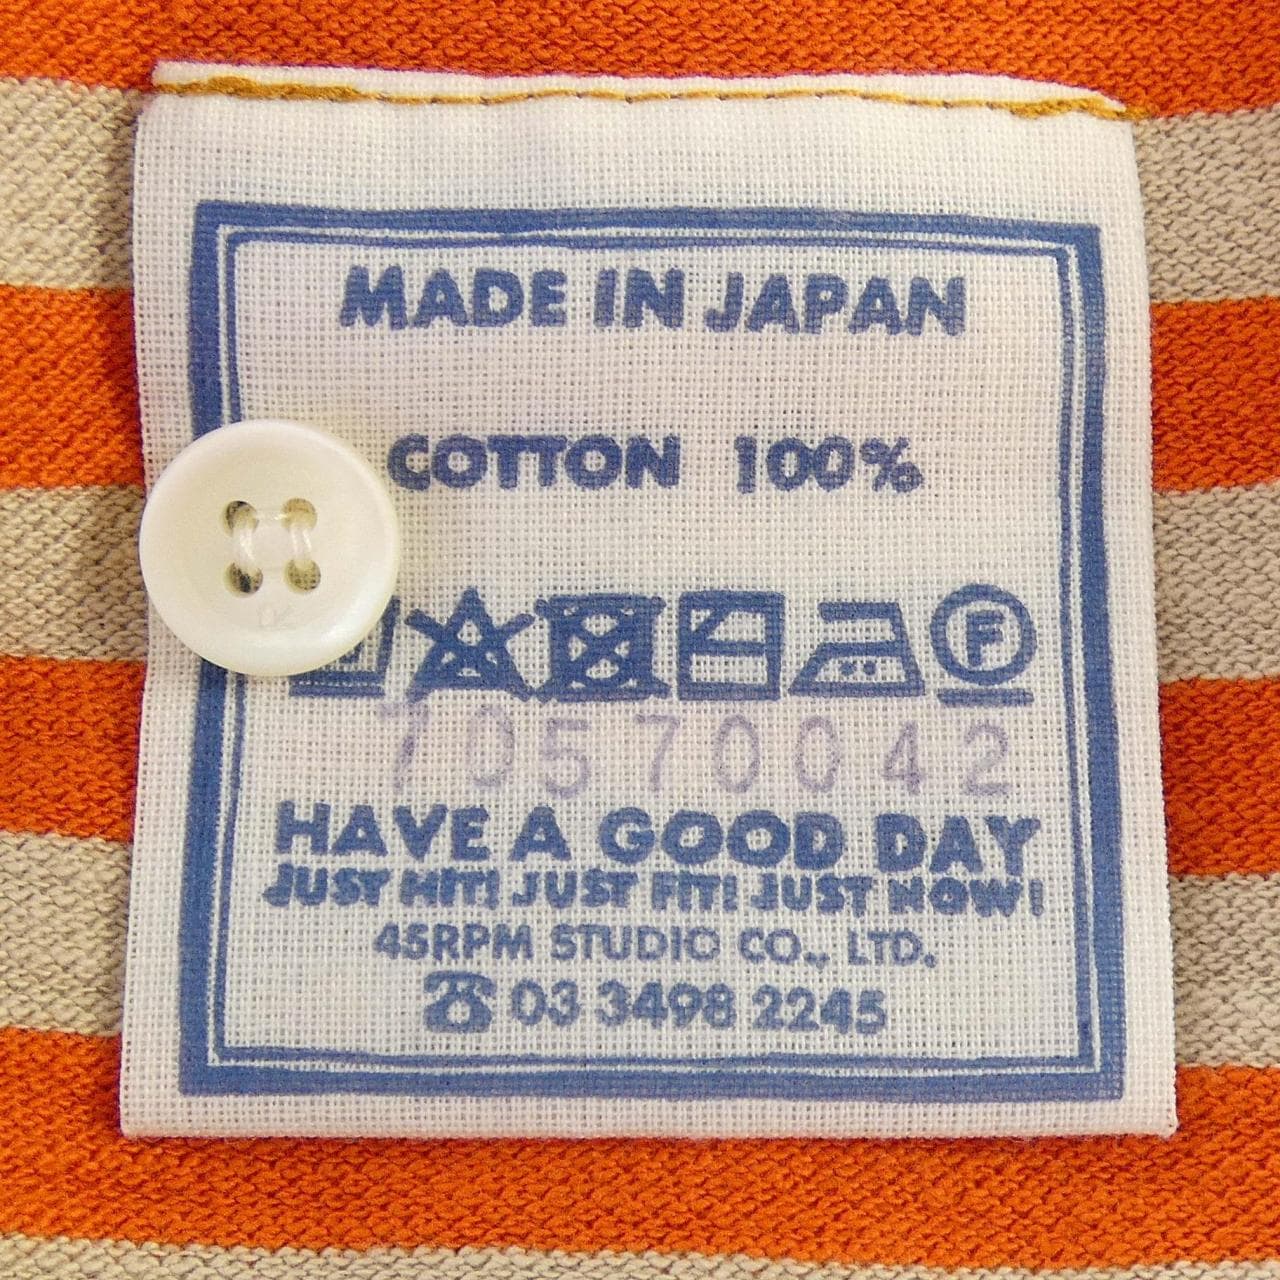 MADE IN JAPAN
COTTON 100%
F
70570042
HAVE A GOOD DAY
JUST HIT! JUST FIT! JUST NOW!
45RPM STUDIO CO., LTD.
☎ 03 3498 2245